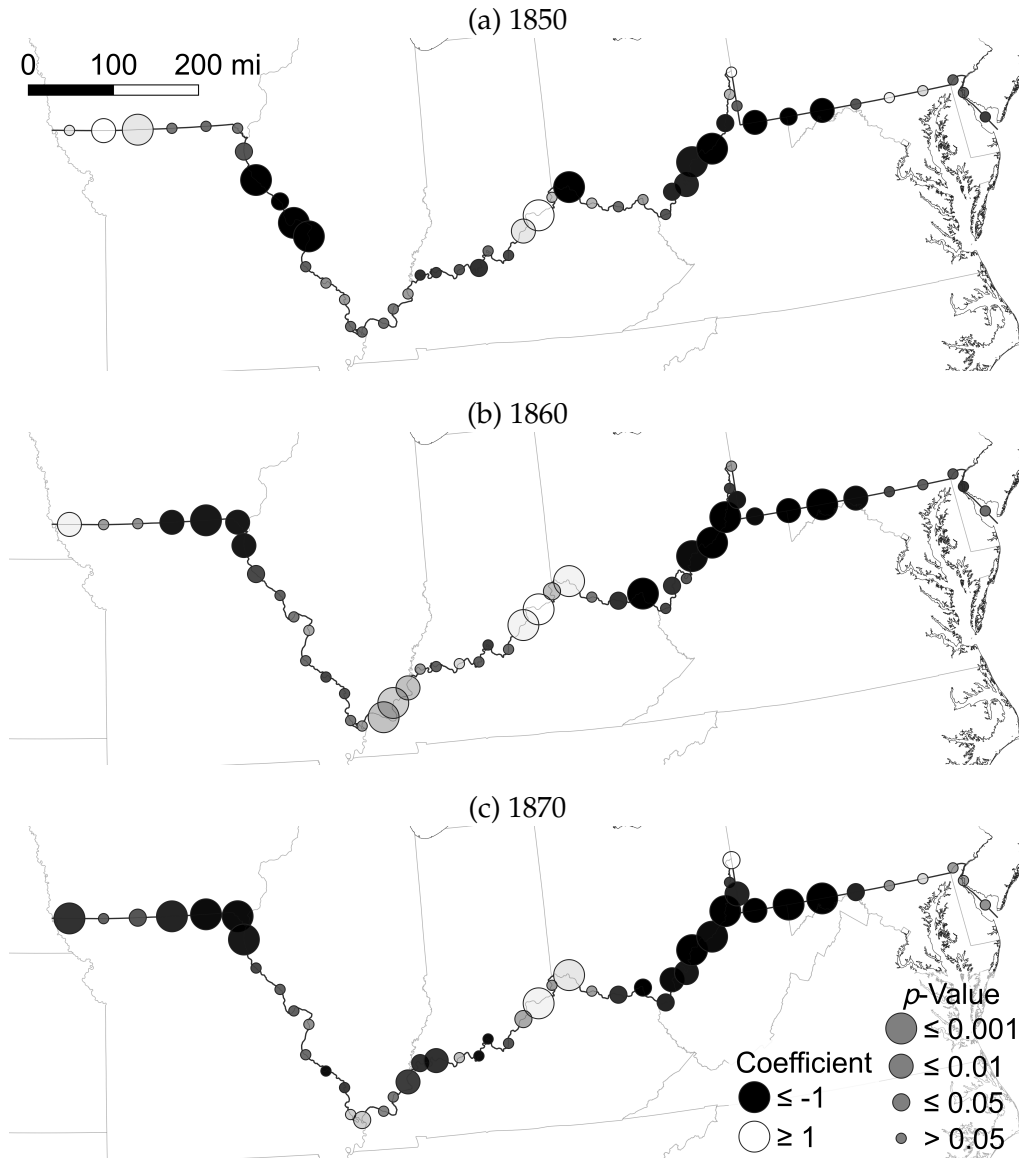 (a) 1850
0 100 200 mi
(b) 1860
(c) 1870
p-Value
≤ 0.001
Coefficient
≤ 0.01
≤ -1
≤ 0.05
≥ 1
> 0.05